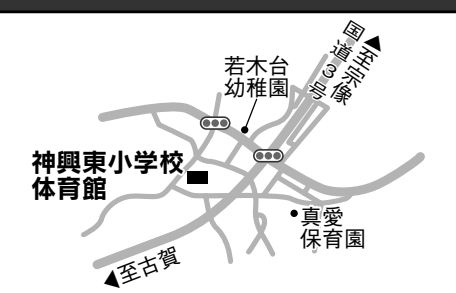 国道3号
▲至宗像
若木台
幼稚園
神興東小学校
体育館
真愛
保育園
▲至古賀